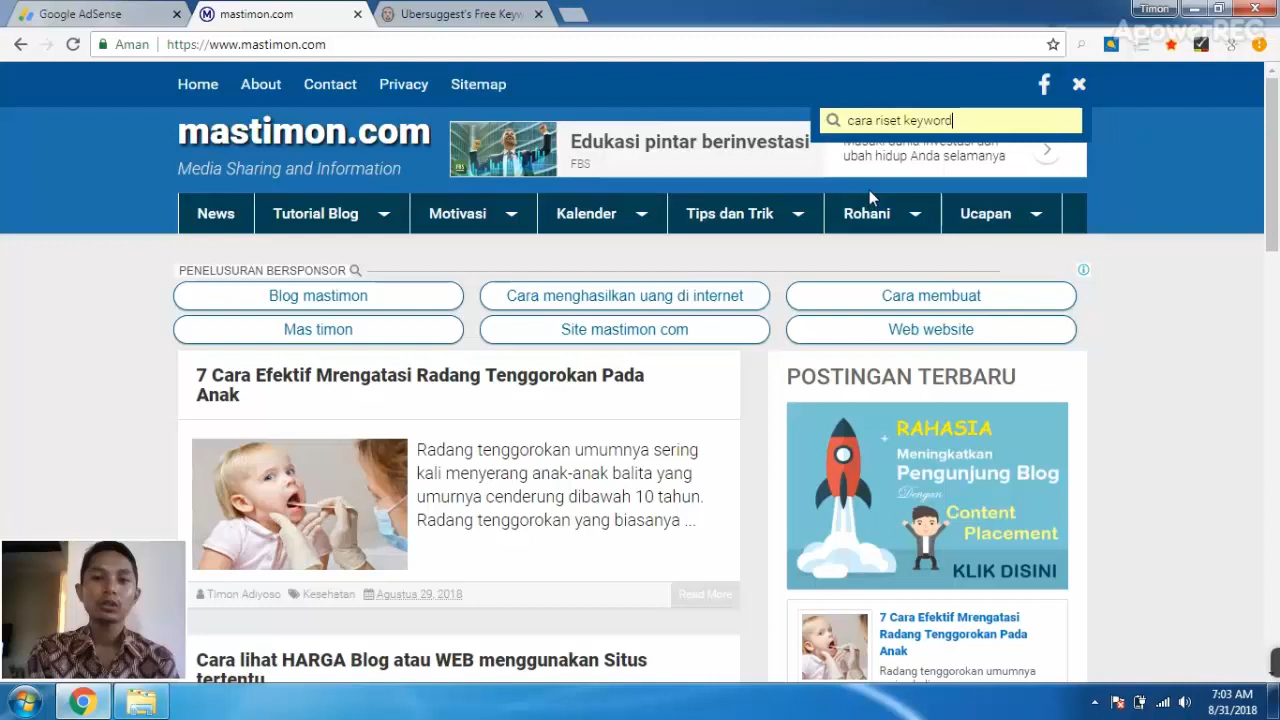 Google AdSense
mastimon.com
Ubersuggest's Free Keyw
Timon
ApowerREC
Aman
https://www.mastimon.com
Home
About
Contact
Privacy
Sitemap
mastimon.com
Media Sharing and Information
Edukasi pintar berinvestasi
FBS
FBS
cara riset keyword
Masuki dunia investasi dan
ubah hidup Anda selamanya
News
Tutorial Blog
Motivasi
Kalender
Tips dan Trik
Rohani
Ucapan
PENELUSURAN BERSPONSOR
Blog mastimon
Cara menghasilkan uang di internet
Cara membuat
Mas timon
Site mastimon com
Web website
7 Cara Efektif Mrengatasi Radang Tenggorokan Pada
Anak
Radang tenggorokan umumnya sering
kali menyerang anak-anak balita yang
umurnya cenderung dibawah 10 tahun.
Radang tenggorokan yang biasanya ...
Timon Adiyoso
Kesehatan
Agustus 29, 2018
Read More
Cara lihat HARGA Blog atau WEB menggunakan Situs
tertentu
POSTINGAN TERBARU
RAHASIA
Meningkatkan
Pengunjung Blog
Dengan
Content
Placement
KLIK DISINI
7 Cara Efektif Mrengatasi
Radang Tenggorokan Pada
Anak
Radang tenggorokan umumnya
7:03 AM
8/31/2018